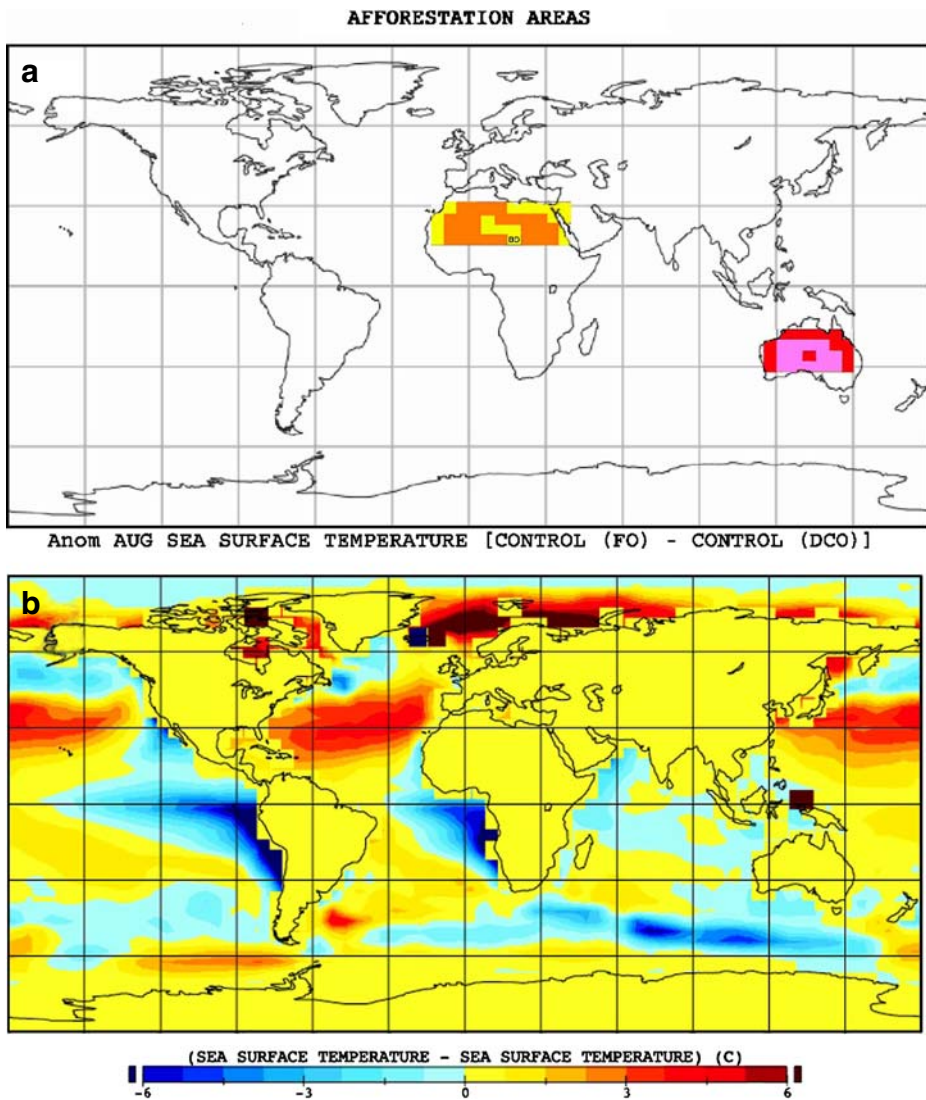 AFFORESTATION AREAS
a
BD
Anom AUG SEA SURFACE TEMPERATURE [CONTROL (FO) - CONTROL (DCO)]
b
(SEA SURFACE TEMPERATURE - SEA SURFACE TEMPERATURE) (C)
-6 -3 0 3 6